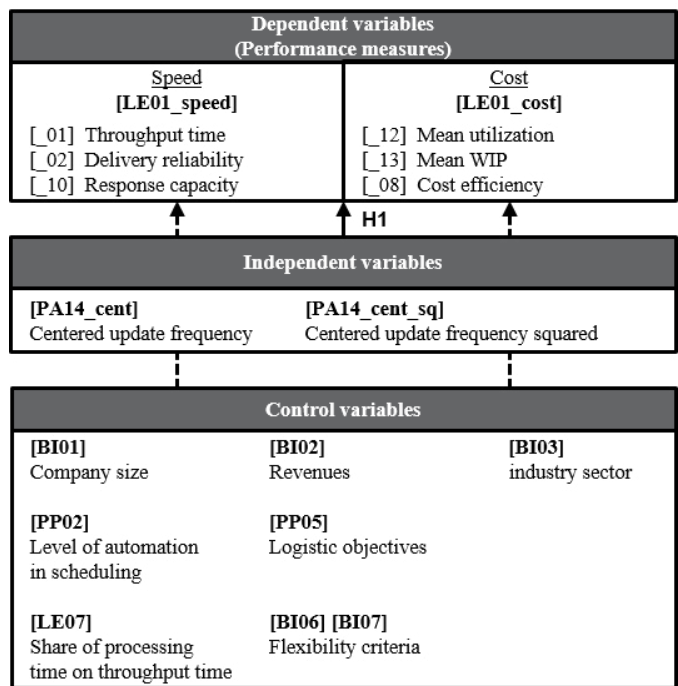 Dependent variables
(Performance measures)
Speed
[LE01_speed]
[_01] Throughput time
[_02] Delivery reliability
[_10] Response capacity
Cost
[LE01_cost]
[_12] Mean utilization
[_13] Mean WIP
[_08] Cost efficiency
H1
Independent variables
[PA14_cent]
Centered update frequency
[PA14_cent_sq]
Centered update frequency squared
Control variables
[BI01]
Company size
[BI02]
Revenues
[BI03]
industry sector
[PP02]
Level of automation
in scheduling
[PP05]
Logistic objectives
[LE07]
Share of processing
time on throughput time
[BI06] [BI07]
Flexibility criteria